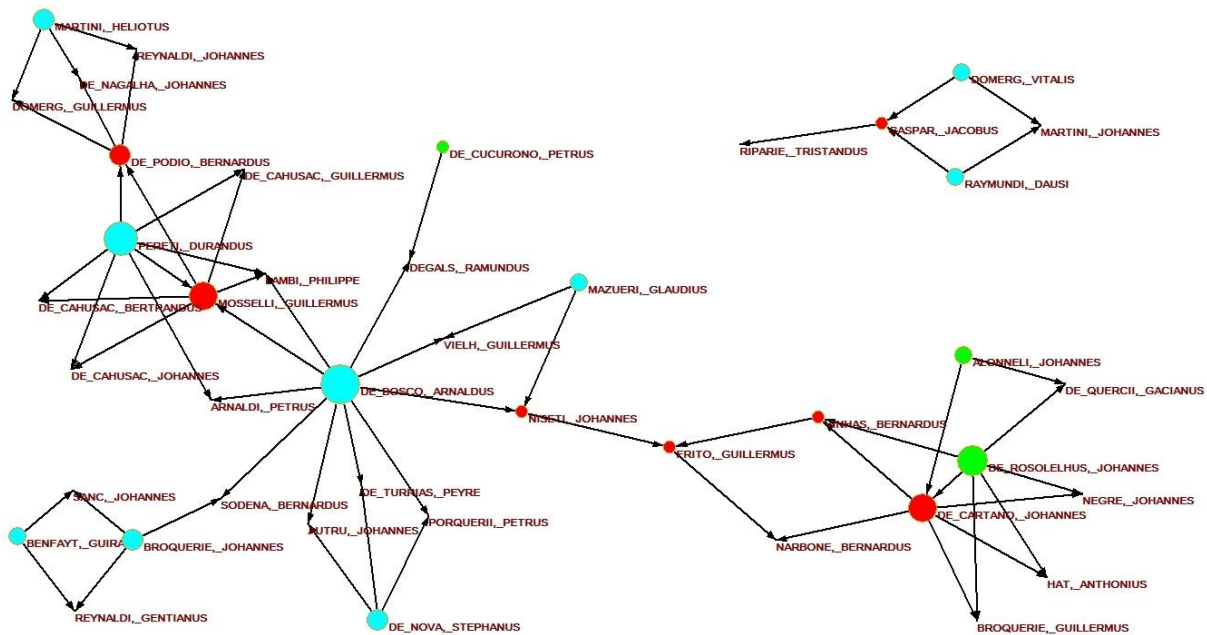 MARTINI,_HELIOTUS
REYNALDI,_JOHANNES
DE_NAGALHA,_JOHANNES
DOMERG,_GUILLERMUS
DE_PODIO,_BERNARDUS
DE_CAHUSAC,_GUILLERMUS
DE_CUCURONO,_PETRUS
DOMERG,_VITALIS
GASPAR,_JACOBUS
MARTINI,_JOHANNES
RIPARIE,_TRISTANDUS
RAYMUNDI,_DAUSI
PERETI,_DURANDUS
LAMBI,_PHILIPPE
DEGALS,_RAMUNDUS
MAZUERI,_GLAUDIUS
DE_CAHUSAC,_BERTRANDUS
MOSSELLI,_GUILLERMUS
VIELH,_GUILLERMUS
DE_CAHUSAC,_JOHANNES
ALONNELI,_JOHANNES
DE_BOSCO,_ARNALDUS
DE_QUERCII,_GACIANUS
ARNALDI,_PETRUS
NISETI,_JOHANNES
BERNARDUS
FRITO,_GUILLERMUS
DE_ROSOLELHUS,_JOHANNES
SANC,_JOHANNES
SODENA,_BERNARDUS
DE_TURRIAS,_PEYRE
NEGRE,_JOHANNES
DE_CARTANO,_JOHANNES
AUTRU,_JOHANNES
PORQUERII,_PETRUS
BENFAYT,_GUIRA
BROQUERIE,_JOHANNES
NARBONE,_BERNARDUS
HAT,_ANTHONIUS
REYNALDI,_GENTIANUS
DE_NOVA,_STEPHANUS
BROQUERIE,_GUILLERMUS